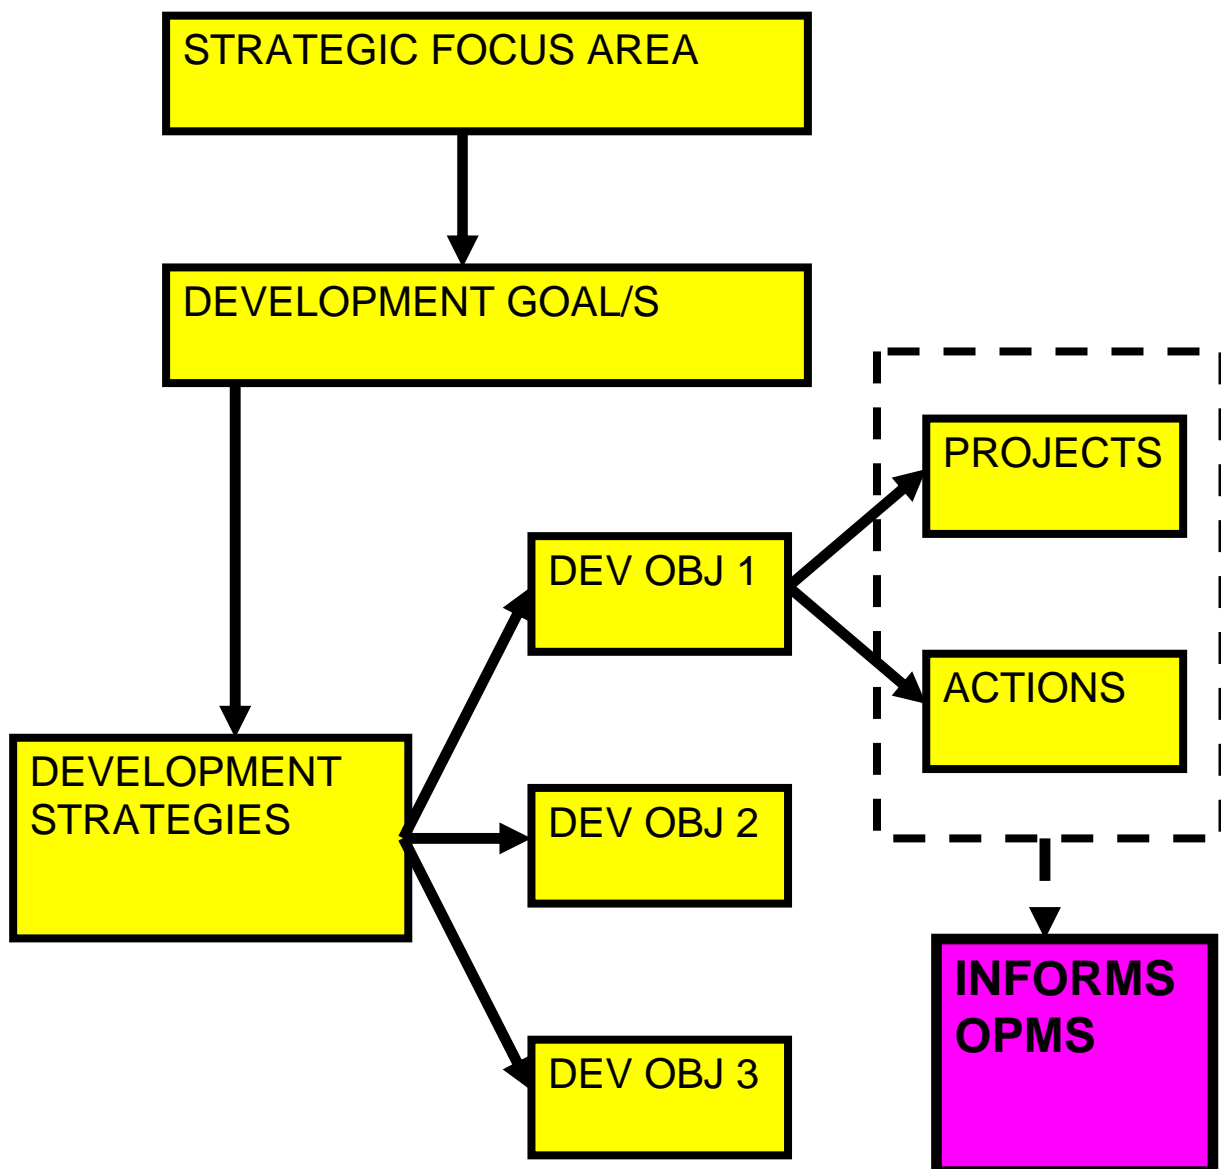 STRATEGIC FOCUS AREA
DEVELOPMENT GOAL/S
PROJECTS
DEV OBJ 1
ACTIONS
DEVELOPMENT
STRATEGIES
DEV OBJ 2
INFORMS
OPMS
DEV OBJ 3